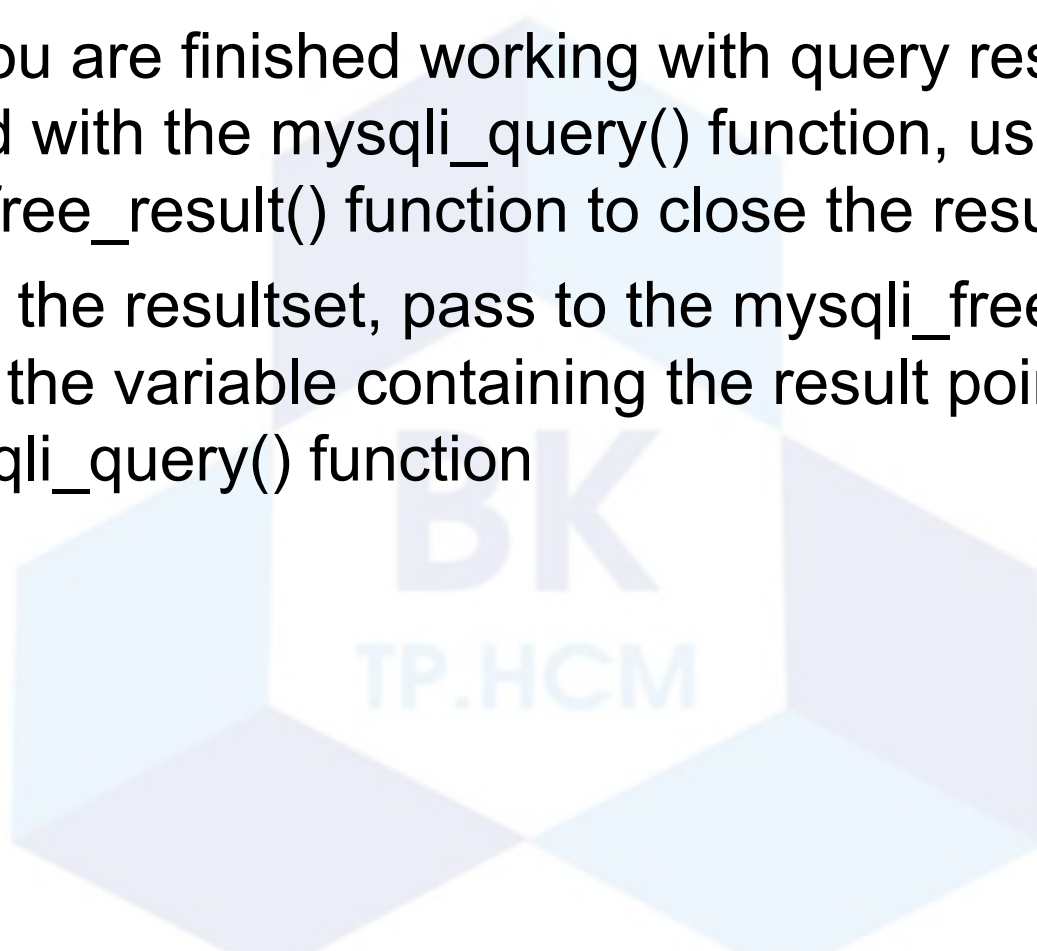 ou are finished working with query res
d with the mysqli_query() function, us
free_result() function to close the resu
the resultset, pass to the mysqli_free
the variable containing the result poi
qli_query() function
BK
TP.HCM